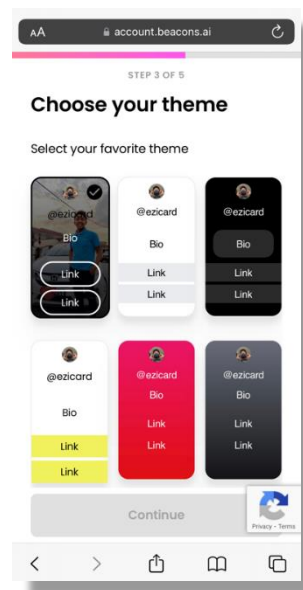 AA account.beacons.ai
STEP 3 OF 5
Choose your theme
Select your favorite theme
@ezicard
Bio
Link
Link
@ezicard
Bio
Link
Link
@ezicard
Bio
Link
Link
@ezicard
Bio
Link
Link
@ezicard
Bio
Link
Link
@ezicard
Bio
Link
Link
Continue
Privacy - Terms